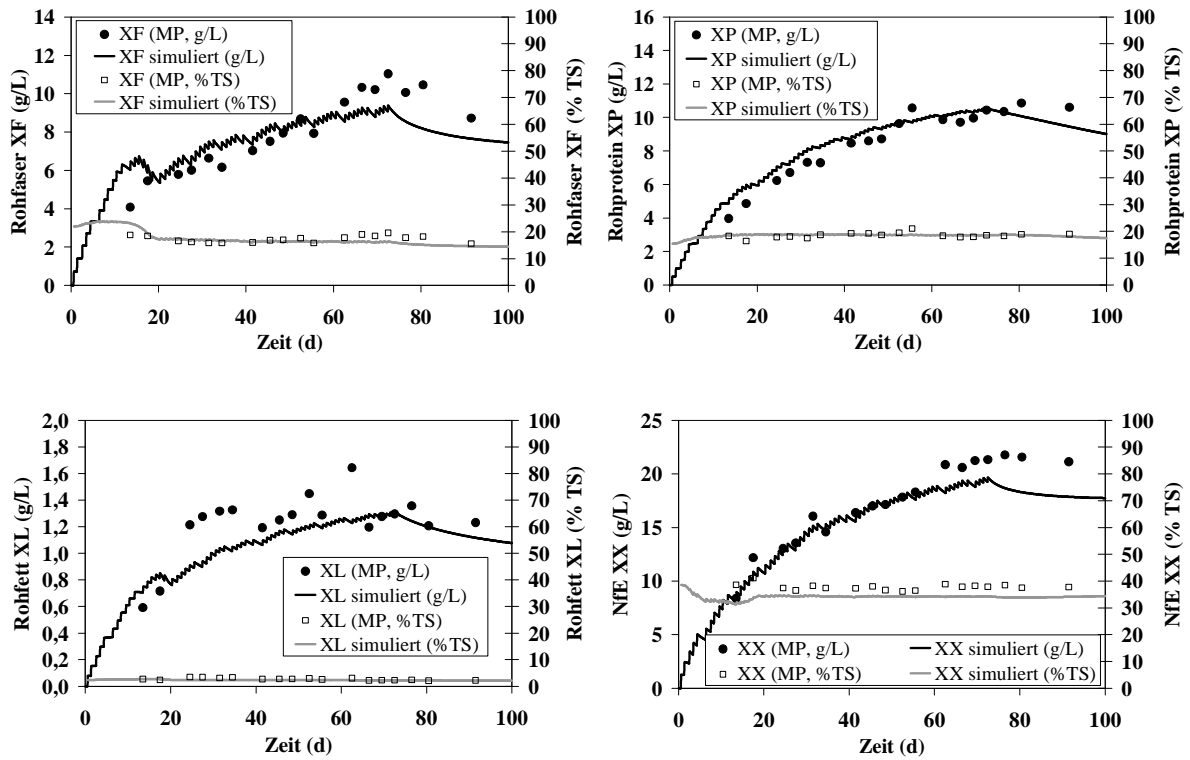 Rohfaser XF (g/L)
14
12
10
8
6
4
2
0
XF (MP, g/L)
XF simuliert (g/L)
XF (MP, %TS)
XF simuliert (%TS)
100
90
80
70
60
50
40
30
20
10
0
Rohfaser XF (% TS)
0 20 40 60 80 100
Zeit (d)
Rohprotein XP (g/L)
16
14
12
10
8
6
4
2
0
XP (MP, g/L)
XP simuliert (g/L)
XP (MP, %TS)
XP simuliert (%TS)
100
90
80
70
60
50
40
30
20
10
0
Rohprotein XP (% TS)
0 20 40 60 80 100
Zeit (d)
Rohfett XL (g/L)
2,0
1,8
1,6
1,4
1,2
1,0
0,8
0,6
0,4
0,2
0,0
XL (MP, g/L)
XL simuliert (g/L)
XL (MP, %TS)
XL simuliert (%TS)
100
90
80
70
60
50
40
30
20
10
0
Rohfett XL (% TS)
0 20 40 60 80 100
Zeit (d)
NfE XX (g/L)
25
20
15
10
5
0
XX (MP, g/L) XX simuliert (g/L)
XX (MP, %TS) XX simuliert (%TS)
100
90
80
70
60
50
40
30
20
10
0
NfE XX (% TS)
0 20 40 60 80 100
Zeit (d)